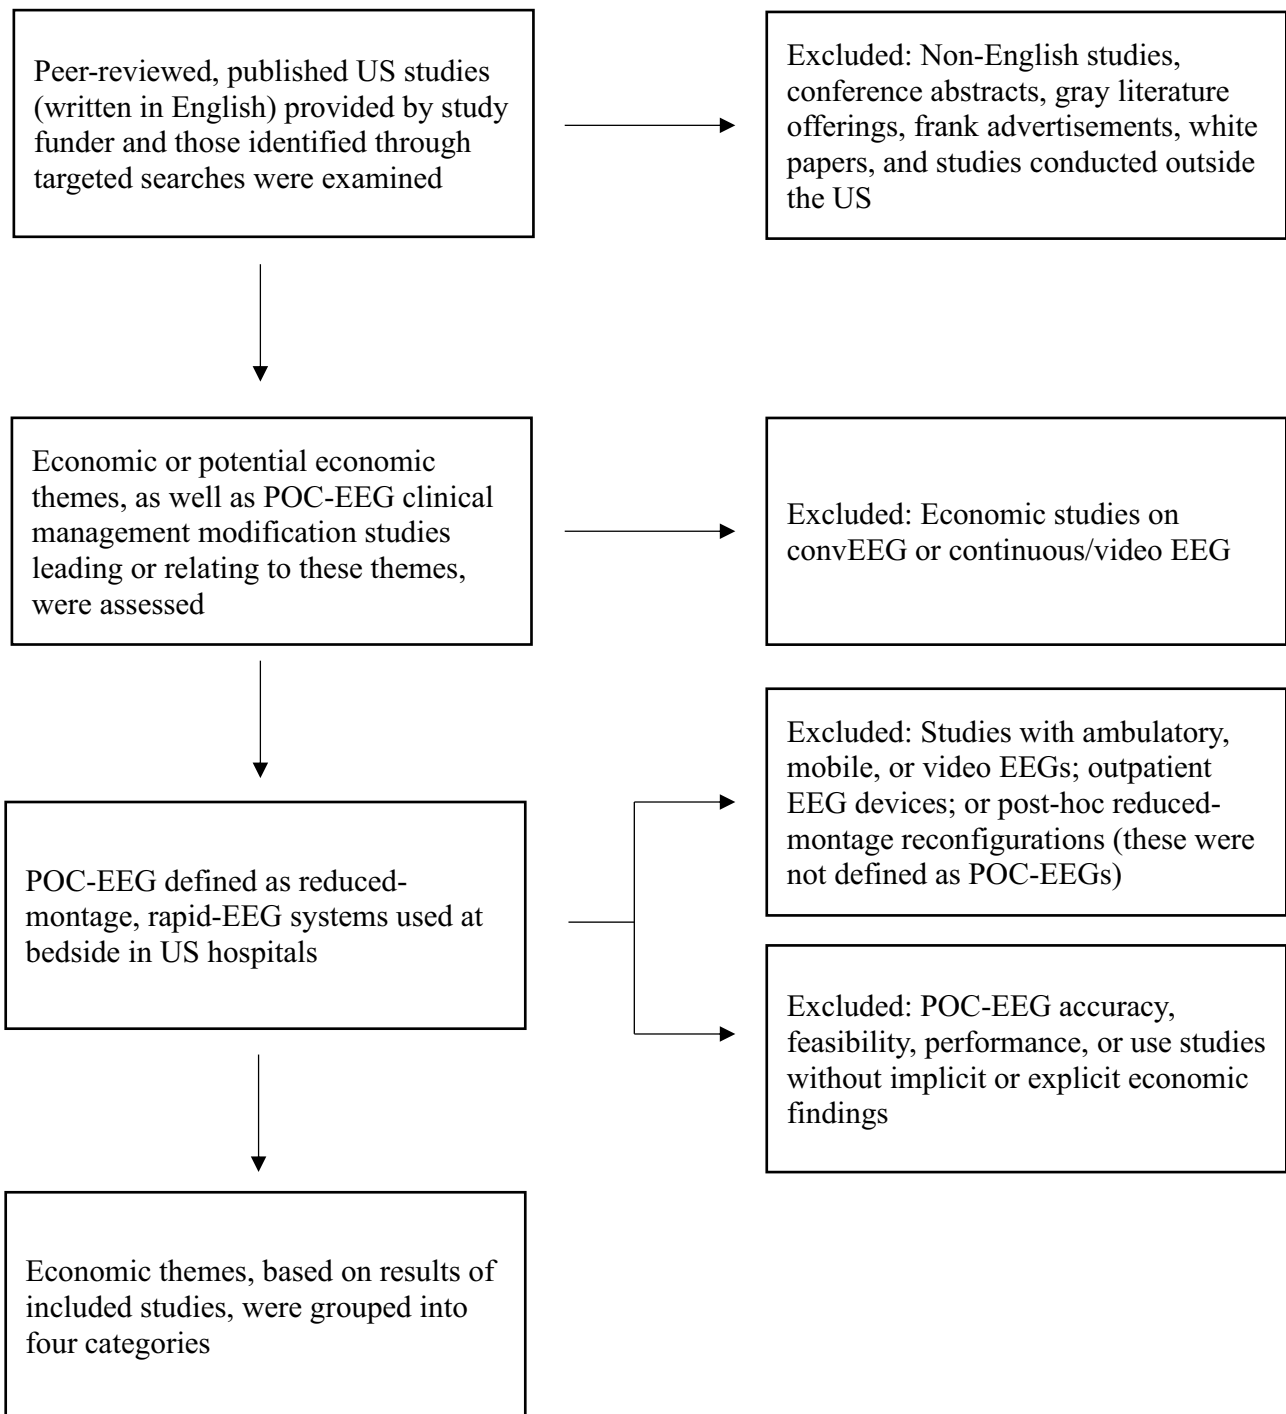 Peer-reviewed, published US studies
(written in English) provided by study
funder and those identified through
targeted searches were examined
Excluded: Non-English studies,
conference abstracts, gray literature
offerings, frank advertisements, white
papers, and studies conducted outside
the US
Economic or potential economic
themes, as well as POC-EEG clinical
management modification studies
leading or relating to these themes,
were assessed
Excluded: Economic studies on
convEEG or continuous/video EEG
POC-EEG defined as reduced-
montage, rapid-EEG systems used at
bedside in US hospitals
Excluded: Studies with ambulatory,
mobile, or video EEGs; outpatient
EEG devices; or post-hoc reduced-
montage reconfigurations (these were
not defined as POC-EEGs)
Excluded: POC-EEG accuracy,
feasibility, performance, or use studies
without implicit or explicit economic
findings
Economic themes, based on results of
included studies, were grouped into
four categories